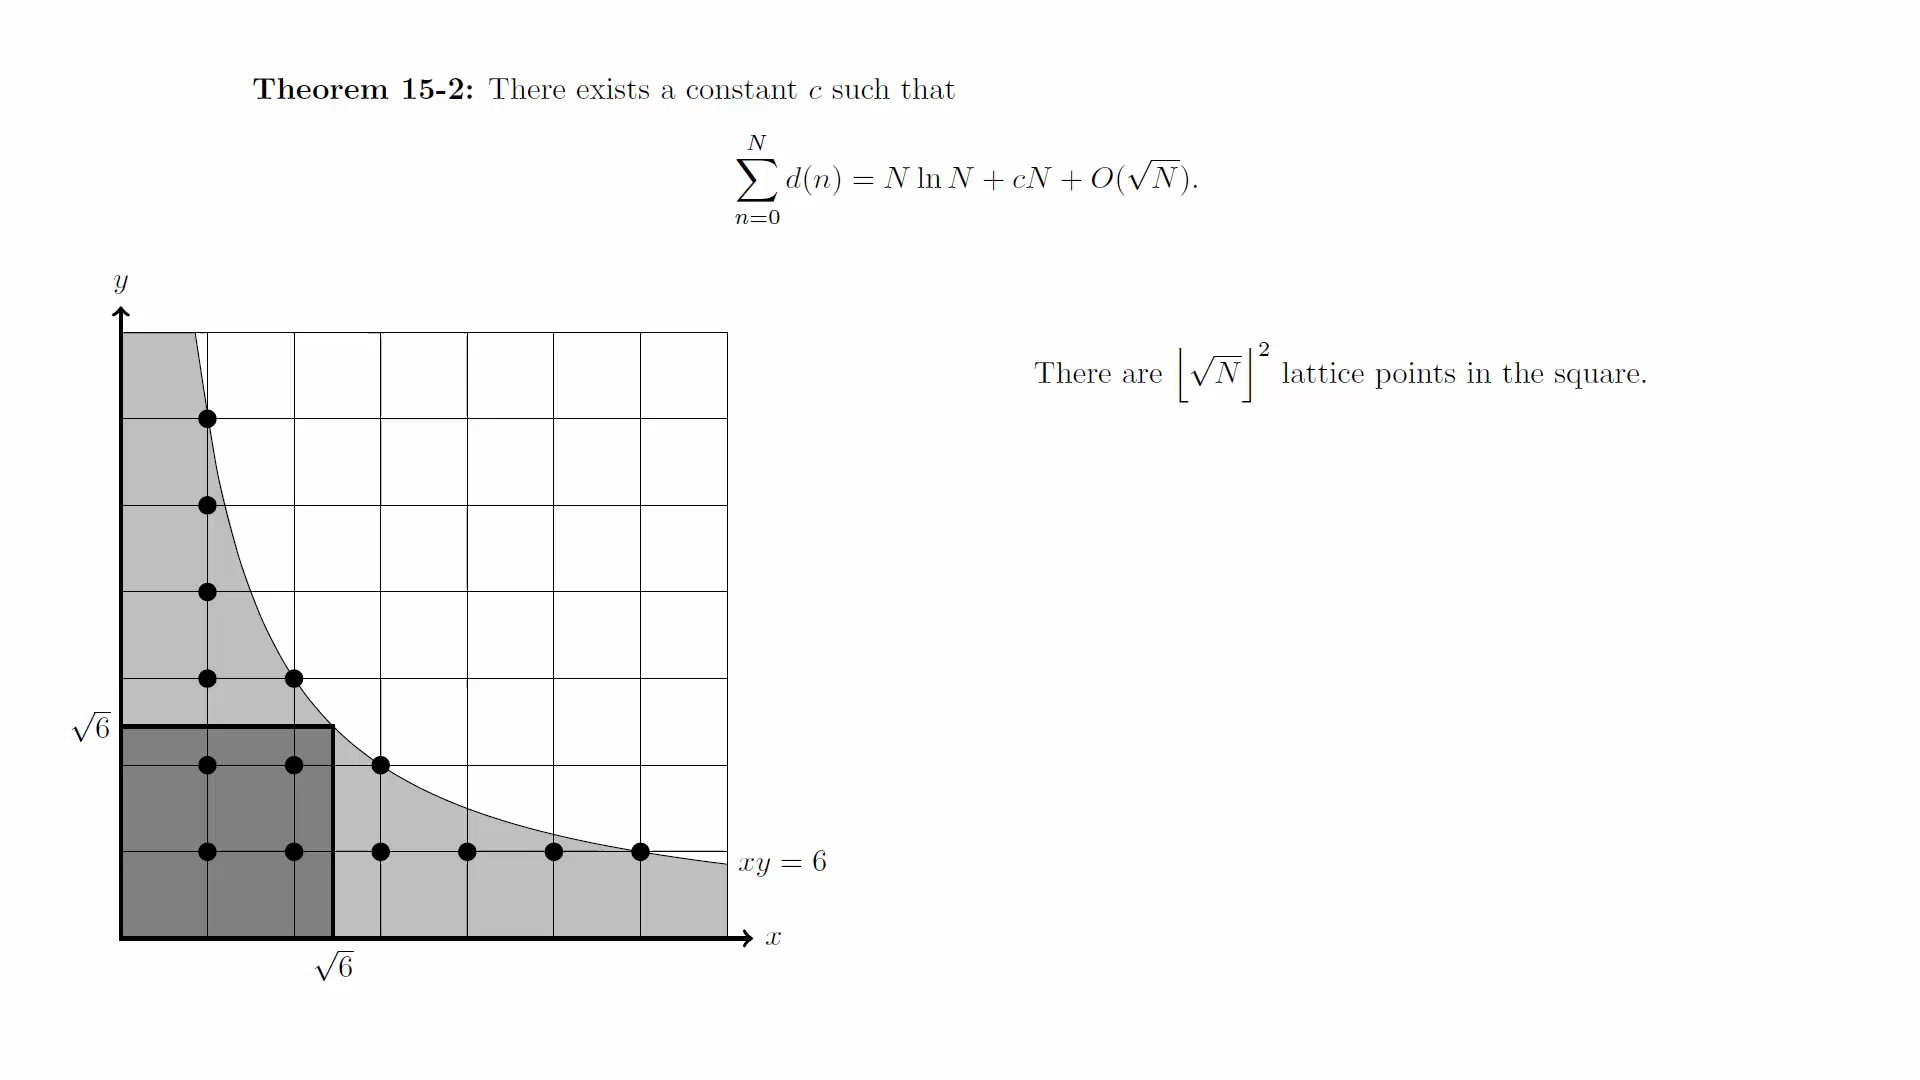 Theorem 15-2: There exists a constant c such that
N
∑ d(n) = N ln N + cN + O(√N).
n=0
y
There are ⌊√N⌋² lattice points in the square.
√6
xy = 6
x
√6